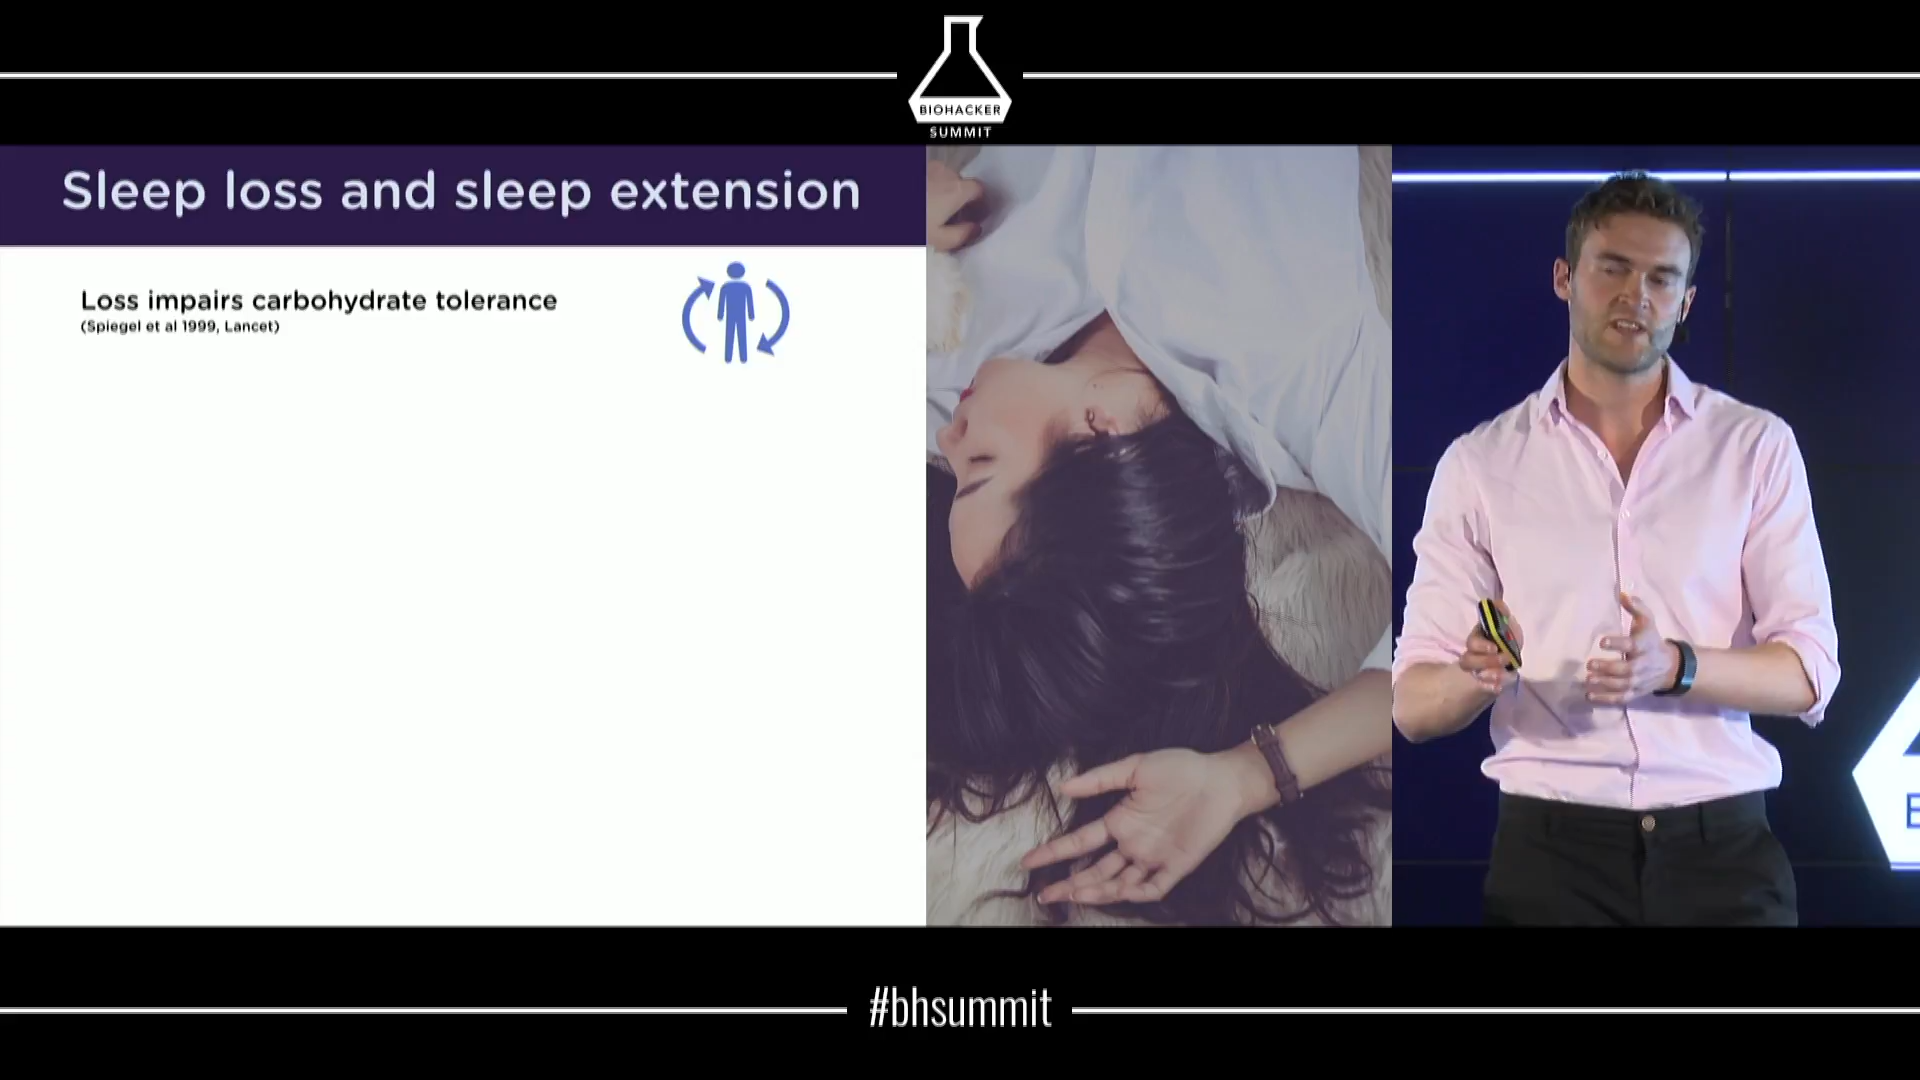 BIOHACKER
SUMMIT
Sleep loss and sleep extension
Loss impairs carbohydrate tolerance
(Spiegel et al 1999, Lancet)
#bhsummit